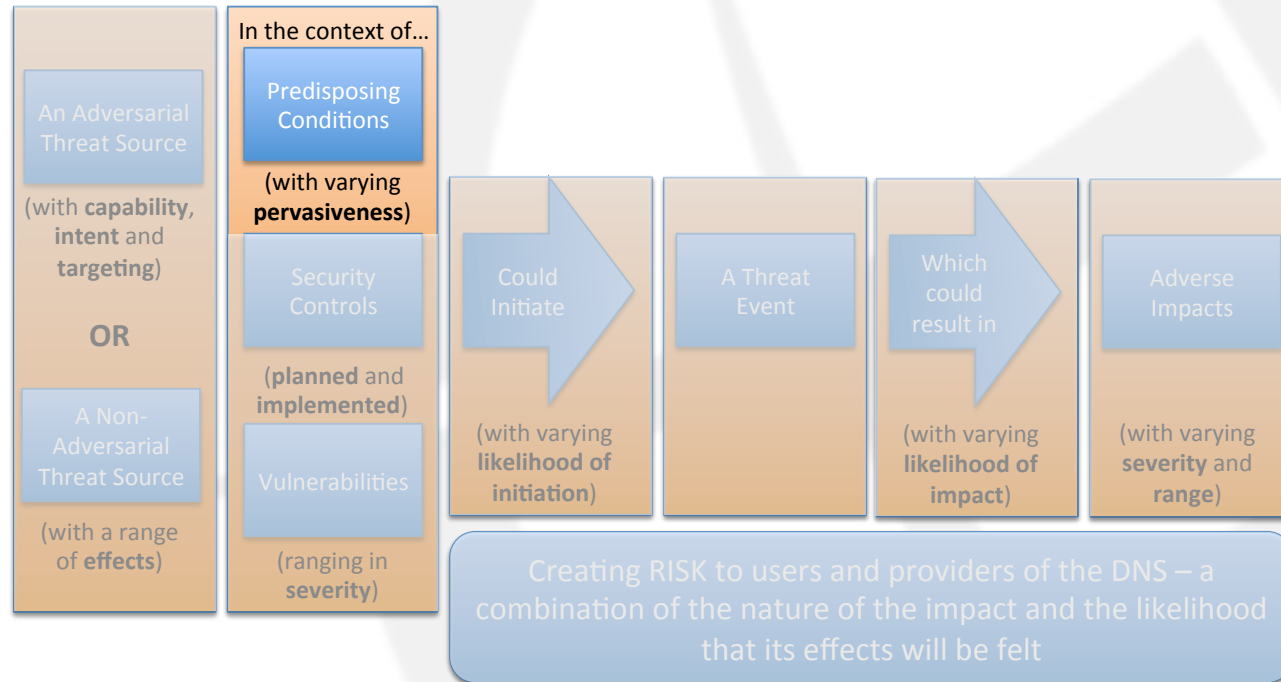 An Adversarial
Threat Source
(with capability,
intent and
targeting)
OR
A Non-
Adversarial
Threat Source
(with a range
of effects)
In the context of…
Predisposing
Conditions
(with varying
pervasiveness)
Security
Controls
(planned and
implemented)
Vulnerabilities
(ranging in
severity)
Could
Initiate
(with varying
likelihood of
initiation)
A Threat
Event
Which
could
result in
(with varying
likelihood of
impact)
Adverse
Impacts
(with varying
severity and
range)
Creating RISK to users and providers of the DNS – a
combination of the nature of the impact and the likelihood
that its effects will be felt